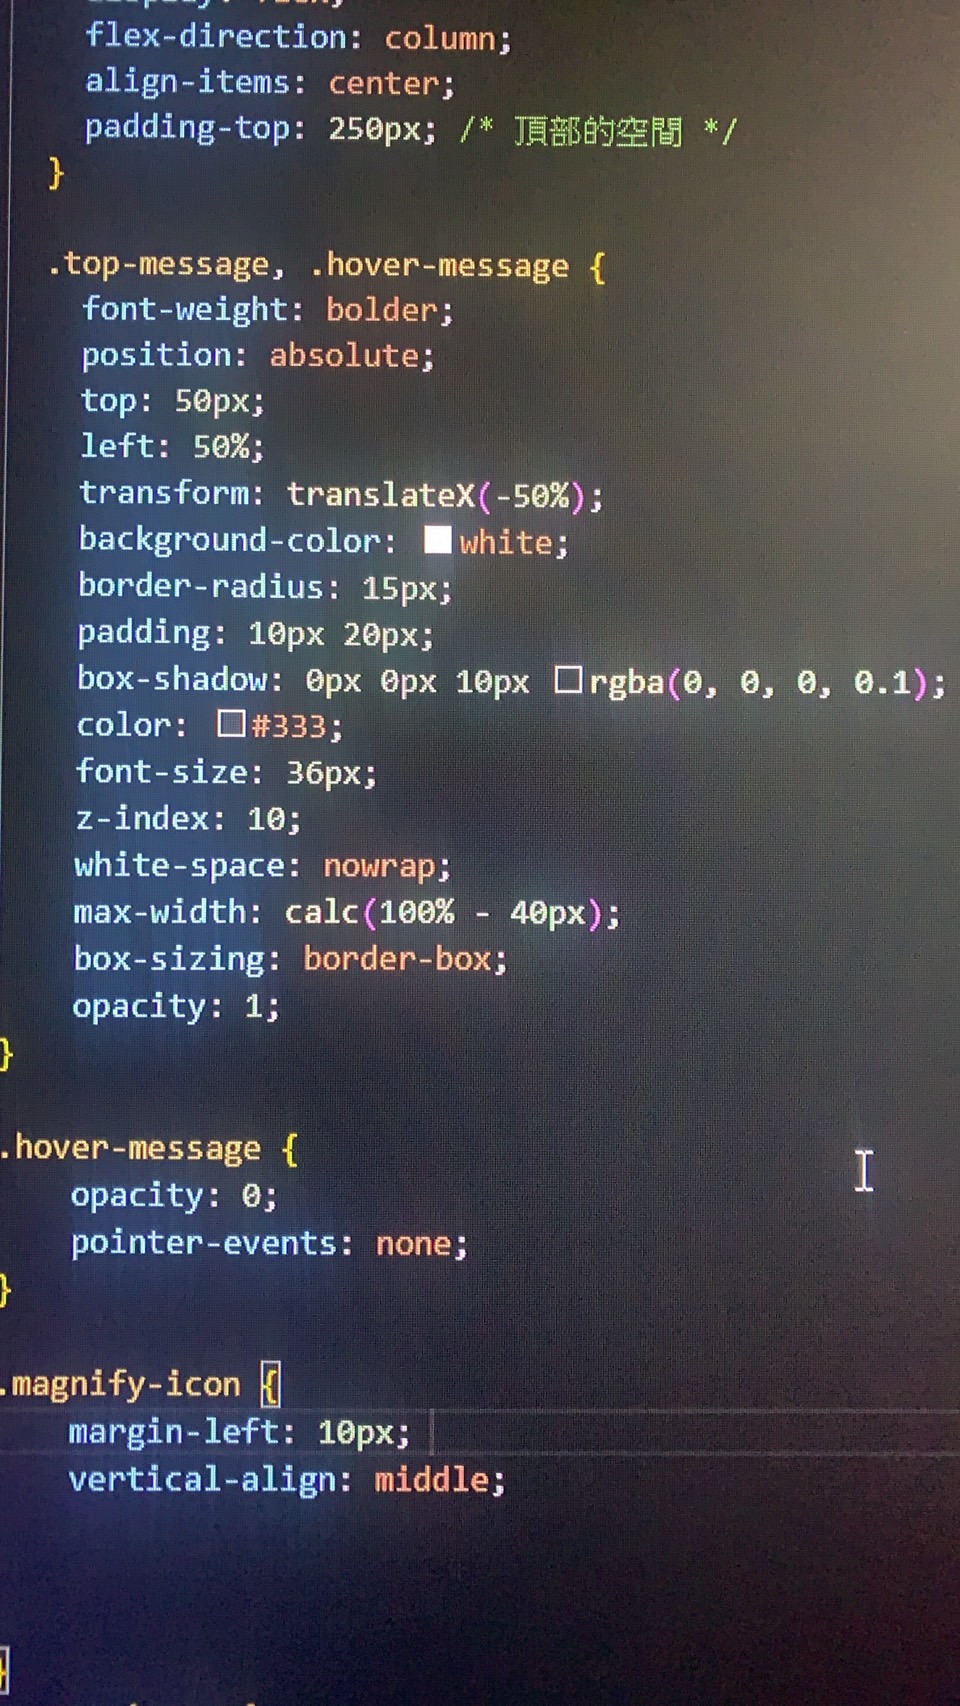 flex-direction: column;
align-items: center;
padding-top: 250px; /* 頂部的空間 */
}
.top-message, .hover-message {
font-weight: bolder;
position: absolute;
top: 50px;
left: 50%;
transform: translateX(-50%);
background-color: white;
border-radius: 15px;
padding: 10px 20px;
box-shadow: 0px 0px 10px rgba(0, 0, 0, 0.1);
color: #333;
font-size: 36px;
z-index: 10;
white-space: nowrap;
max-width: calc(100% - 40px);
box-sizing: border-box;
opacity: 1;
}
.hover-message {
opacity: 0;
pointer-events: none;
}
.magnify-icon {
margin-left: 10px;
vertical-align: middle;
}